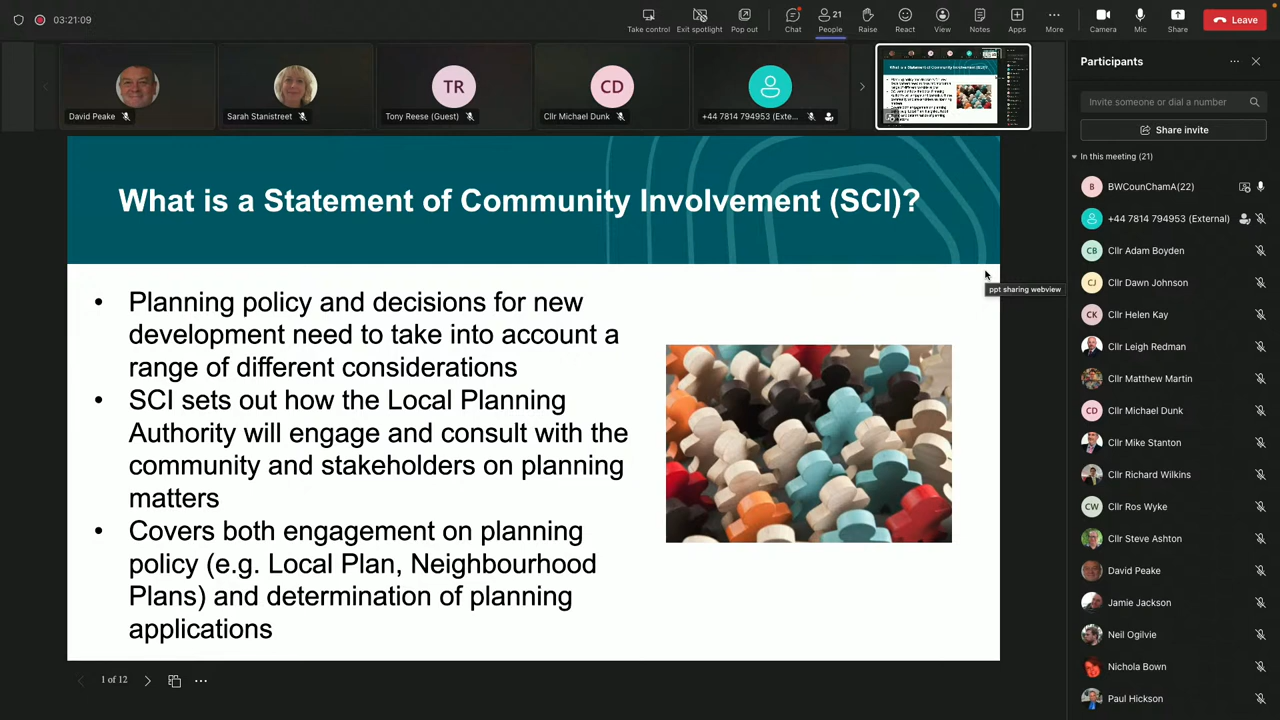 03:21:09
Take control
Exit spotlight
Pop out
Chat
21
People
Raise
React
View
Notes
Apps
More
Camera
Mic
Share
Leave
David Peake
Sarah Stanistreet
TR
Tony Reese (Guest)
CD
Cllr Michael Dunk
+44 7814 794953 (Exte...
What is a Statement of Community Involvement (SCI)?
• Planning policy and decisions for new
development need to take into account a
range of different considerations
• SCI sets out how the Local Planning
Authority will engage and consult with the
community and stakeholders on planning
matters
• Covers both engagement on planning
policy (e.g. Local Plan, Neighbourhood
Plans) and determination of planning
applications
ppt sharing webview
1 of 12
Participants
Invite someone or dial a number
Share invite
In this meeting (21)
B BWCounChamA(22)
+44 7814 794953 (External)
CB Cllr Adam Boyden
CJ Cllr Dawn Johnson
CK Cllr Helen Kay
Cllr Leigh Redman
Cllr Matthew Martin
CD Cllr Michael Dunk
Cllr Mike Stanton
Cllr Richard Wilkins
CW Cllr Ros Wyke
Cllr Steve Ashton
David Peake
Jamie Jackson
Neil Ogilvie
Nichola Bown
Paul Hickson